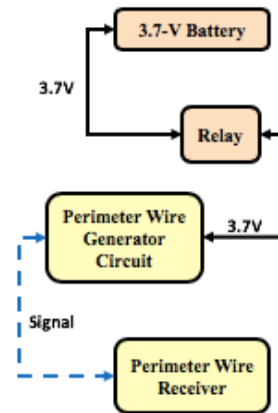 3.7-V Battery
3.7V
Relay
Perimeter Wire
Generator
Circuit
3.7V
Signal
Perimeter Wire
Receiver